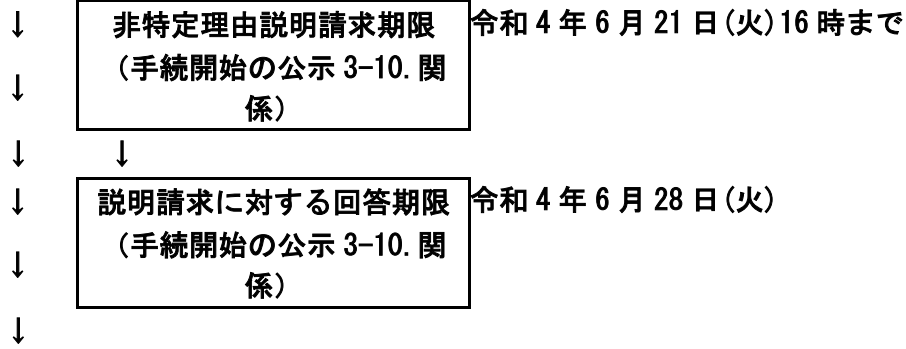 ↓ 非特定理由説明請求期限 令和4年6月21日(火)16時まで
↓ （手続開始の公示 3-10.関
係）
↓ ↓
↓ 説明請求に対する回答期限 令和4年6月28日(火)
↓ （手続開始の公示 3-10.関
係）
↓